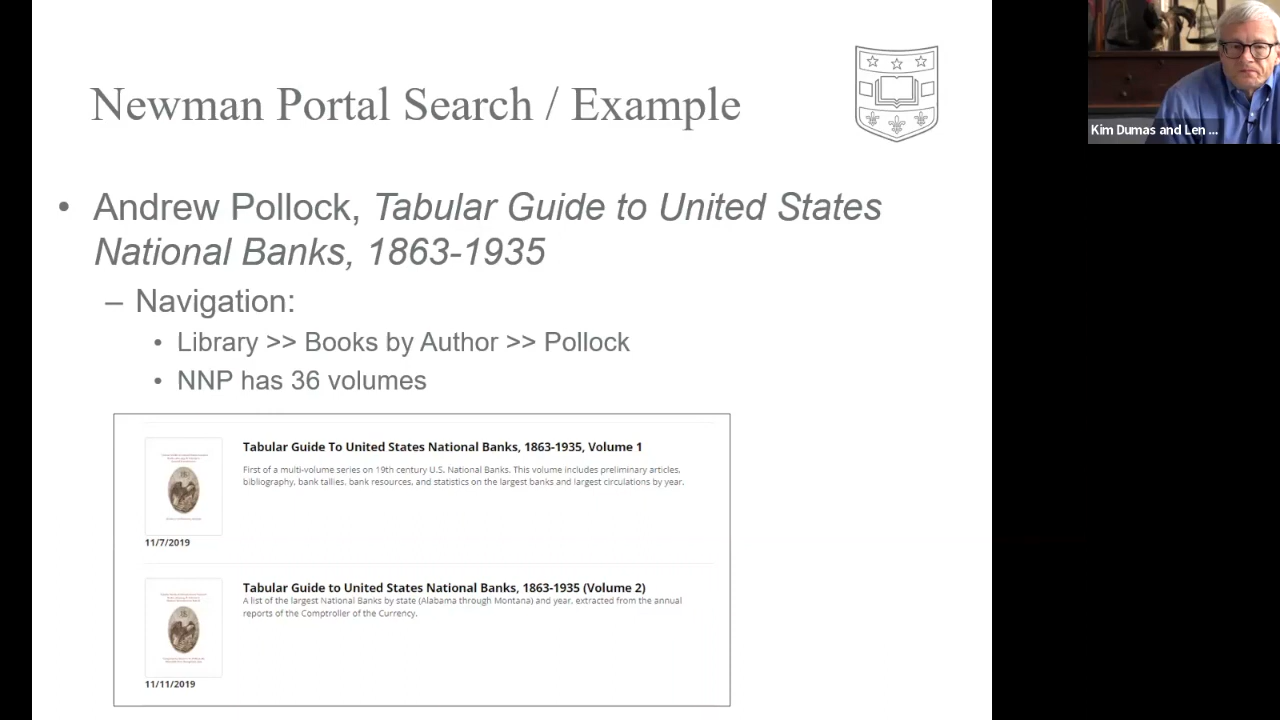 Newman Portal Search / Example
Kim Dumas and Len ...
• Andrew Pollock, Tabular Guide to United States
National Banks, 1863-1935
– Navigation:
• Library >> Books by Author >> Pollock
• NNP has 36 volumes
Tabular Guide To United States National Banks, 1863-1935, Volume 1
First of a multi-volume series on 19th century U.S. National Banks. This volume includes preliminary articles,
bibliography, bank tallies, bank resources, and statistics on the largest banks and largest circulations by year.
11/7/2019
Tabular Guide to United States National Banks, 1863-1935 (Volume 2)
A list of the largest National Banks by state (Alabama through Montana) and year, extracted from the annual
reports of the Comptroller of the Currency.
11/11/2019